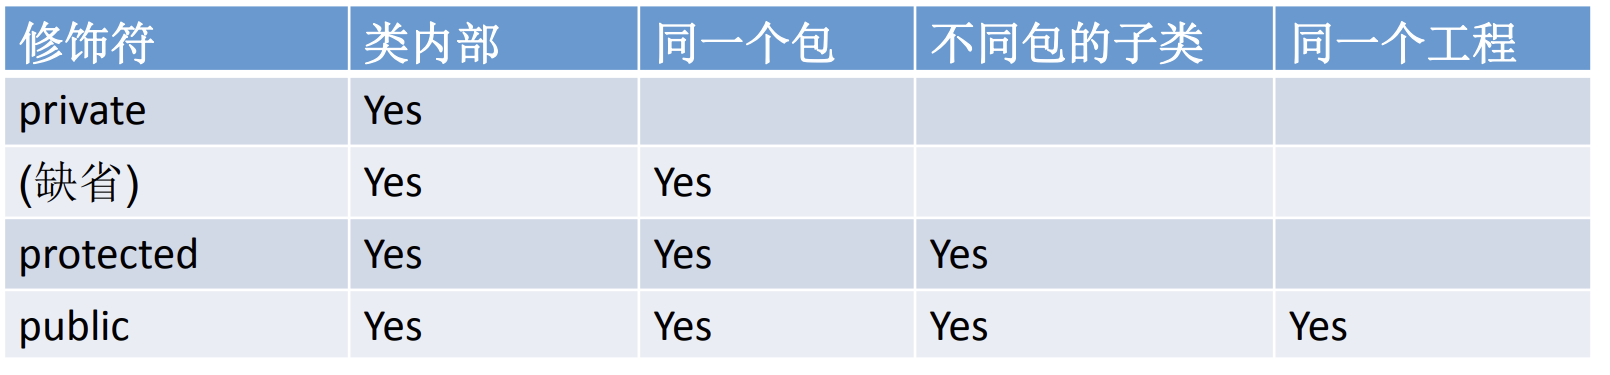 修饰符 类内部 同一个包 不同包的子类 同一个工程
private Yes
(缺省) Yes Yes
protected Yes Yes Yes
public Yes Yes Yes Yes